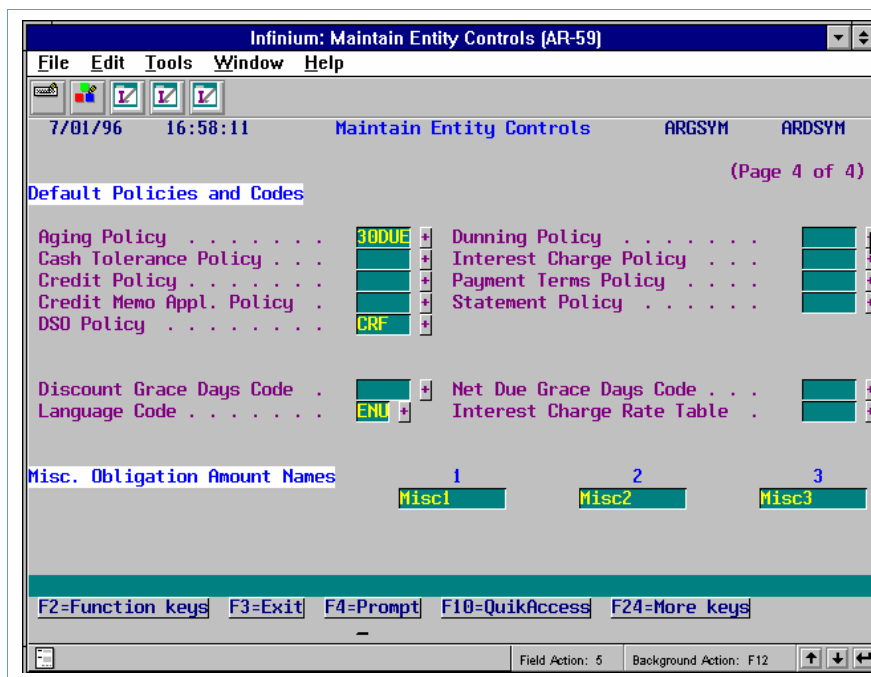 Infinium: Maintain Entity Controls (AR-59)
File Edit Tools Window Help
7/01/96 16:58:11 Maintain Entity Controls ARGSYM ARDSYM
(Page 4 of 4)
Default Policies and Codes
Aging Policy . . . . . . . 30DUE + Dunning Policy . . . . . . . +
Cash Tolerance Policy . . . + Interest Charge Policy . . . +
Credit Policy . . . . . . . + Payment Terms Policy . . . . +
Credit Memo Appl. Policy . + Statement Policy . . . . . . +
DSO Policy . . . . . . . . CRF +
Discount Grace Days Code . + Net Due Grace Days Code . . . +
Language Code . . . . . . . ENU + Interest Charge Rate Table . +
Misc. Obligation Amount Names 1 2 3
Misc1 Misc2 Misc3
F2=Function keys F3=Exit F4=Prompt F10=QuikAccess F24=More keys
Field Action: 5 Background Action: F12